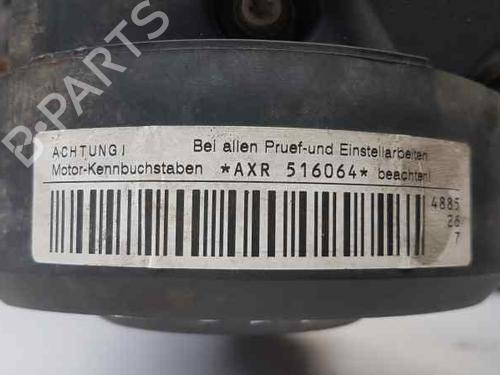 B-PARTS
ACHTUNG! Bei allen Pruef-und Einstellarbeiten
Motor-Kennbuchstaben *AXR 516064* beachten!
4885
26
7